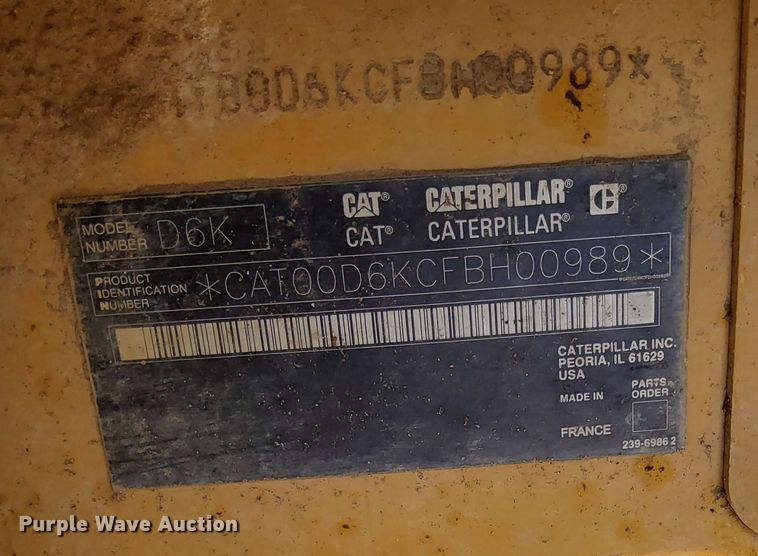 00D6KCFBH00989*
CAT® CATERPILLAR® C®
CAT® CATERPILLAR®
MODEL NUMBER D6K
PRODUCT IDENTIFICATION NUMBER *CAT00D6KCFBH00989*
CATERPILLAR INC.
PEORIA, IL 61629
USA
MADE IN
PARTS ORDER
FRANCE
239-6986 2
Purple Wave Auction